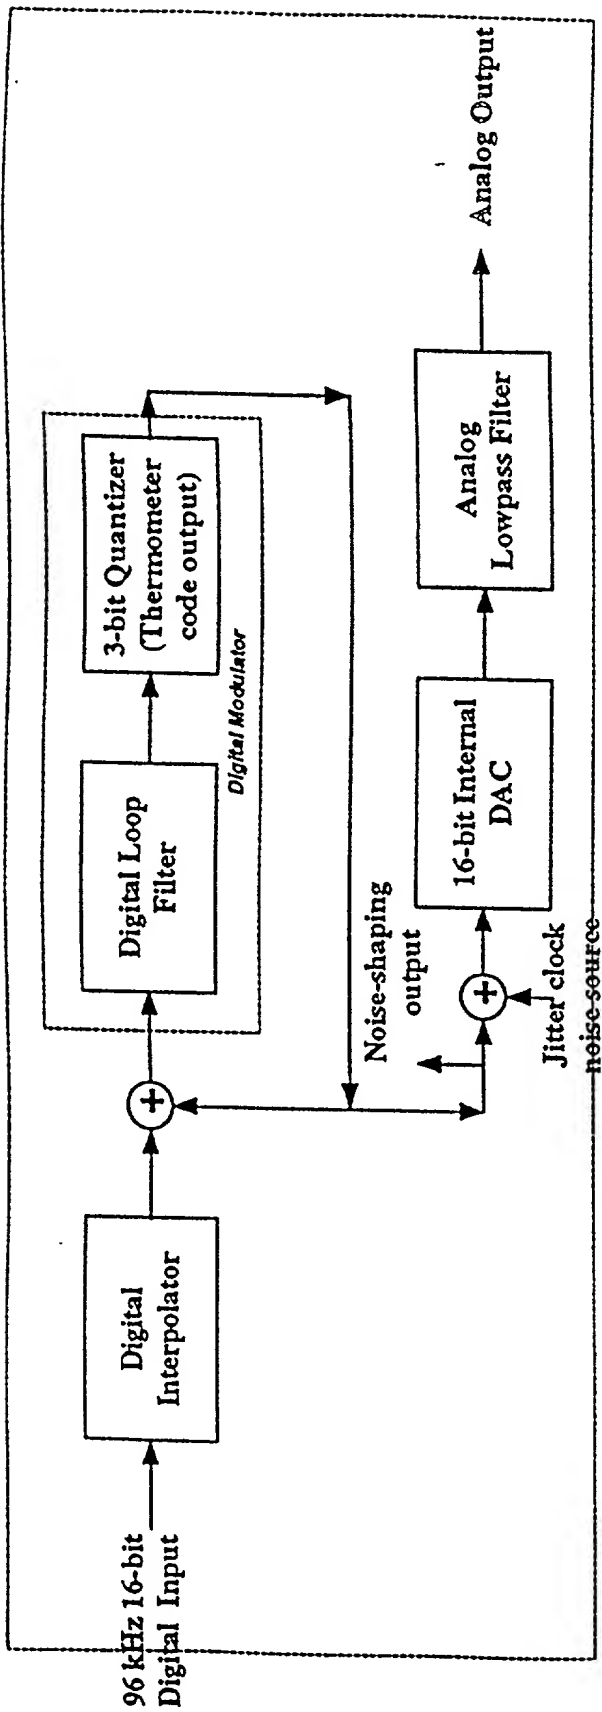 96 kHz 16-bit
Digital Input
Digital
Interpolator
+
Digital Loop
Filter
3-bit Quantizer
(Thermometer
code output)
Digital Modulator
Noise-shaping
output
+
Jitter clock
noise source
16-bit Internal
DAC
Analog
Lowpass Filter
Analog Output